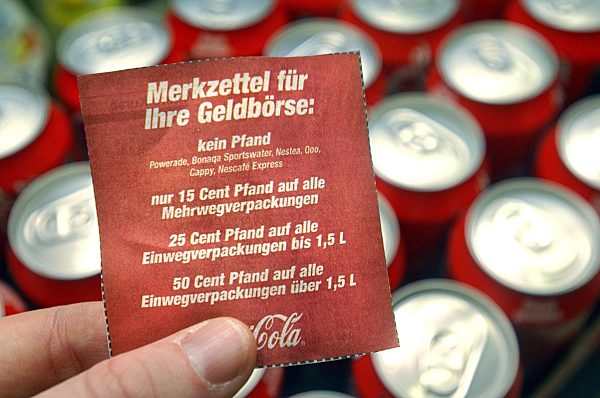 Merkzettel für
Ihre Geldbörse:
kein Pfand
Powerade, Bonaqa Sportswater, Nestea, Qoo,
Cappy, Nescafé Express
nur 15 Cent Pfand auf alle
Mehrwegverpackungen
25 Cent Pfand auf alle
Einwegverpackungen bis 1,5 L
50 Cent Pfand auf alle
Einwegverpackungen über 1,5 L
Cola